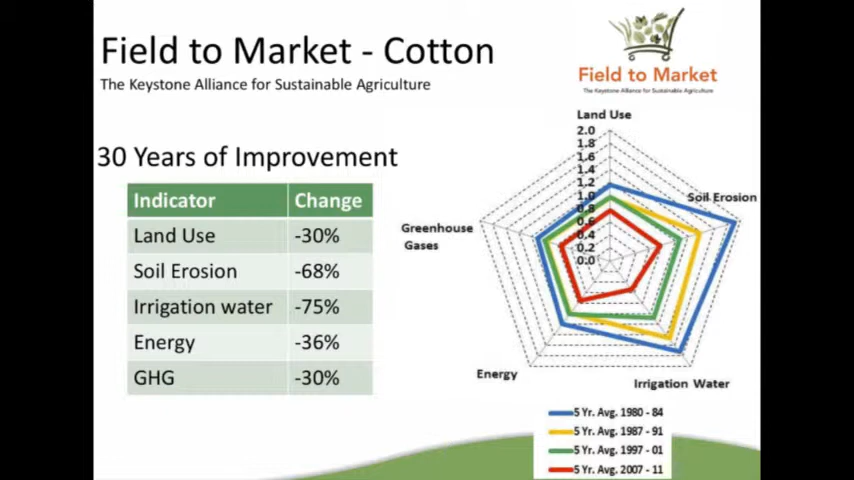 Field to Market - Cotton
The Keystone Alliance for Sustainable Agriculture
Field to Market
The Keystone Alliance for Sustainable Agriculture
30 Years of Improvement
Indicator Change
Land Use -30%
Soil Erosion -68%
Irrigation water -75%
Energy -36%
GHG -30%
Land Use
2.0
1.8
1.6
1.4
1.2
1.0
0.8
0.6
0.4
0.2
0.0
Soil Erosion
Greenhouse
Gases
Energy
Irrigation Water
5 Yr. Avg. 1980 - 84
5 Yr. Avg. 1987 - 91
5 Yr. Avg. 1997 - 01
5 Yr. Avg. 2007 - 11